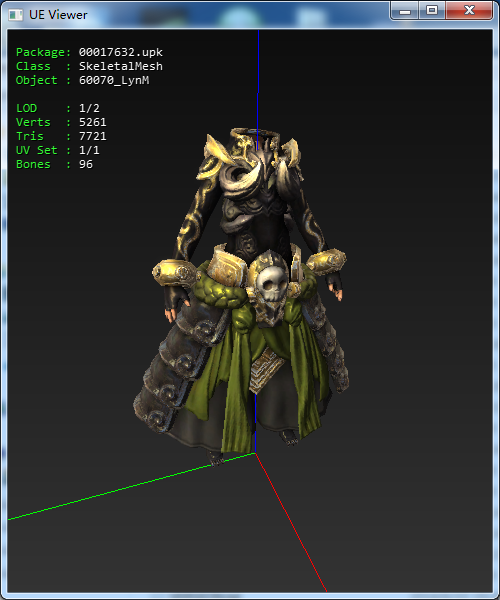 UE Viewer
Package: 00017632.upk
Class : SkeletalMesh
Object : 60070_LynM
LOD : 1/2
Verts : 5261
Tris : 7721
UV Set : 1/1
Bones : 96